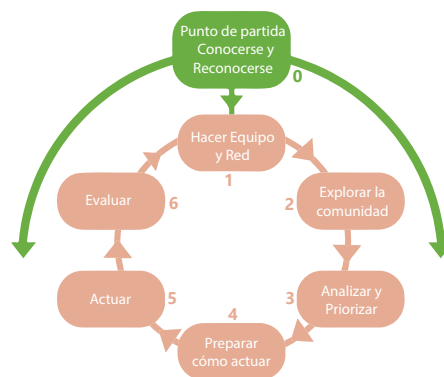 Punto de partida
Conocerse y
Reconocerse
0
Hacer Equipo
y Red
1
Explorar la
comunidad
2
Analizar y
Priorizar
3
Preparar
cómo actuar
4
Actuar
5
Evaluar
6